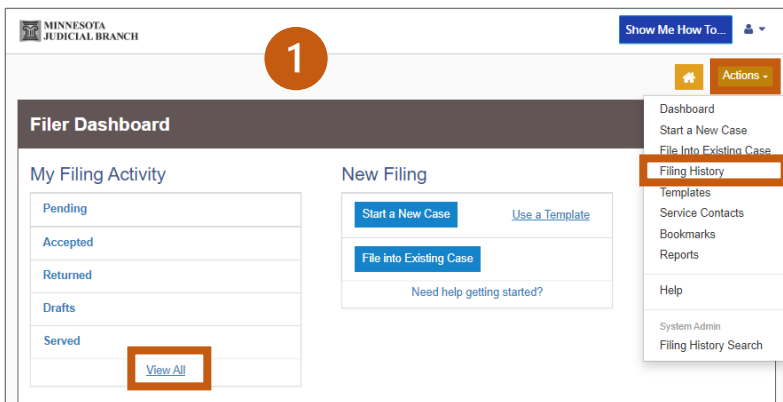 MINNESOTA
JUDICIAL BRANCH
Show Me How To...
1
Actions
Filer Dashboard
My Filing Activity
Pending
Accepted
Returned
Drafts
Served
View All
New Filing
Start a New Case
Use a Template
File into Existing Case
Need help getting started?
Dashboard
Start a New Case
File Into Existing Case
Filing History
Templates
Service Contacts
Bookmarks
Reports
Help
System Admin
Filing History Search